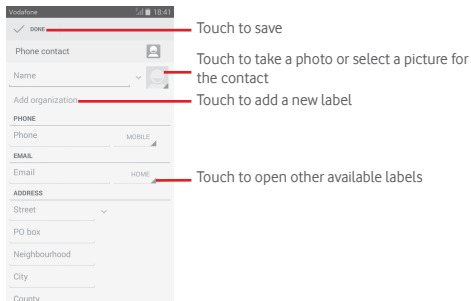 Vodafone 18:41
DONE
Touch to save
Phone contact
Touch to take a photo or select a picture for
the contact
Name
Add organization
Touch to add a new label
PHONE
Phone MOBILE
EMAIL
Email HOME
Touch to open other available labels
ADDRESS
Street
PO box
Neighbourhood
City
County